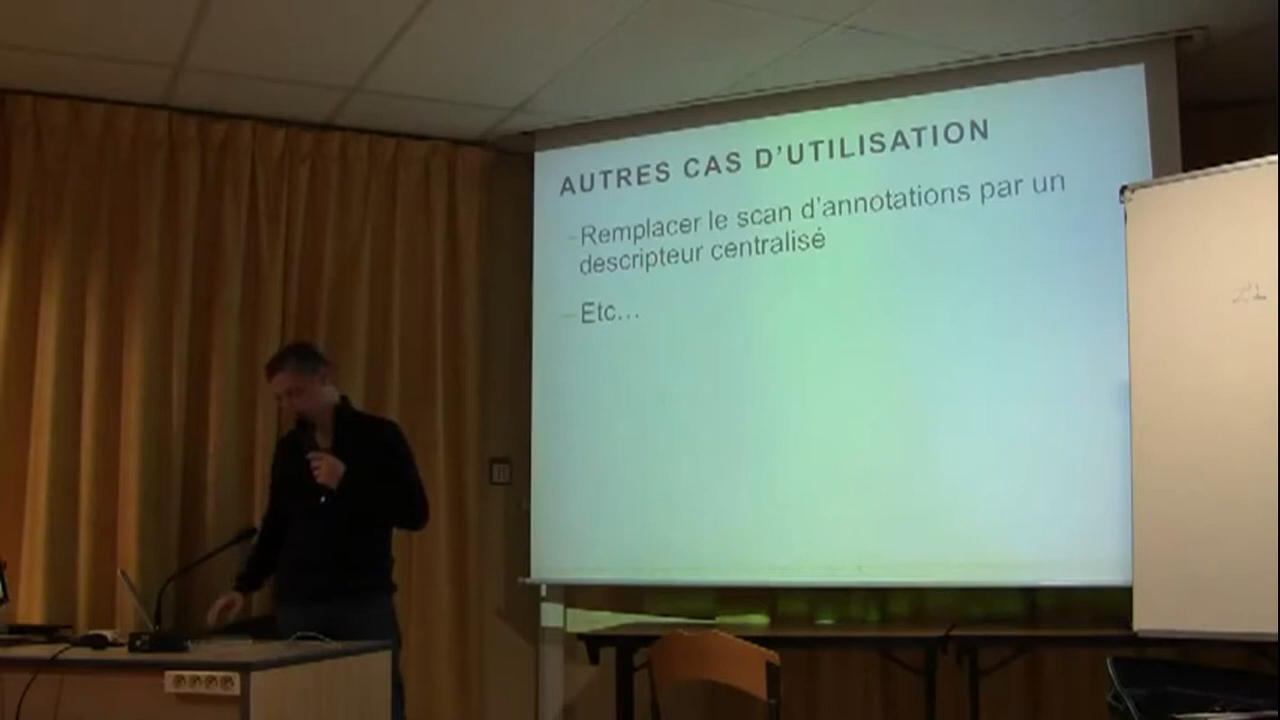 AUTRES CAS D'UTILISATION
–Remplacer le scan d'annotations par un
descripteur centralisé
–Etc…